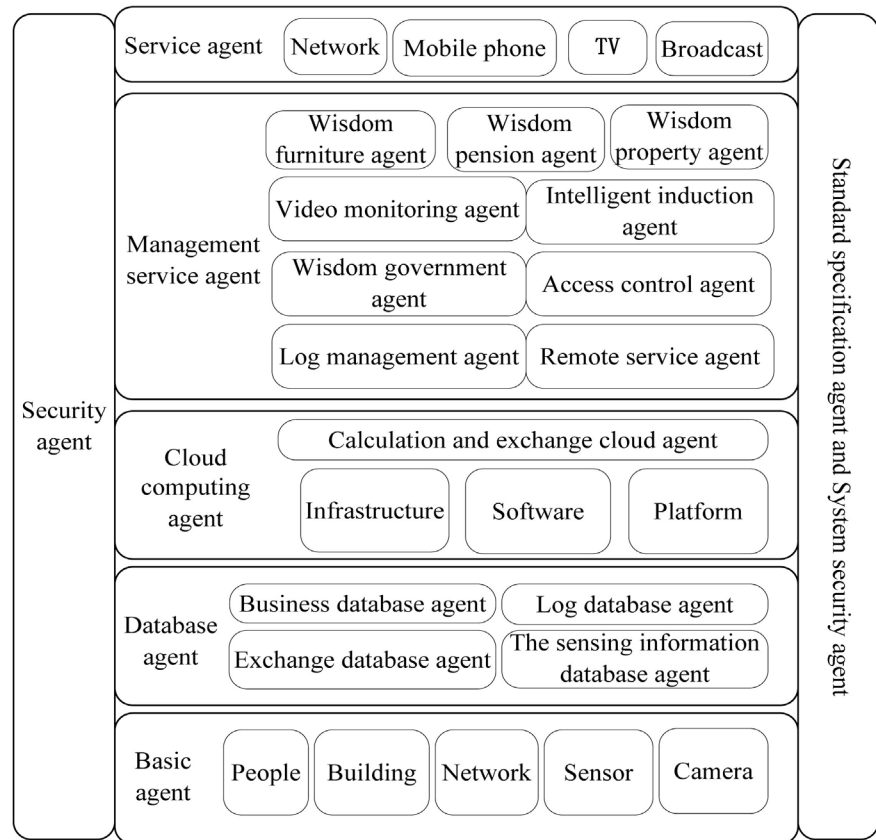 Service agent
Network
Mobile phone
TV
Broadcast
Wisdom
furniture agent
Wisdom
pension agent
Wisdom
property agent
Video monitoring agent
Intelligent induction
agent
Management
service agent
Wisdom government
agent
Access control agent
Log management agent
Remote service agent
Security
agent
Cloud
computing
agent
Calculation and exchange cloud agent
Infrastructure
Software
Platform
Database
agent
Business database agent
Log database agent
Exchange database agent
The sensing information
database agent
Basic
agent
People
Building
Network
Sensor
Camera
Standard specification agent and System security agent